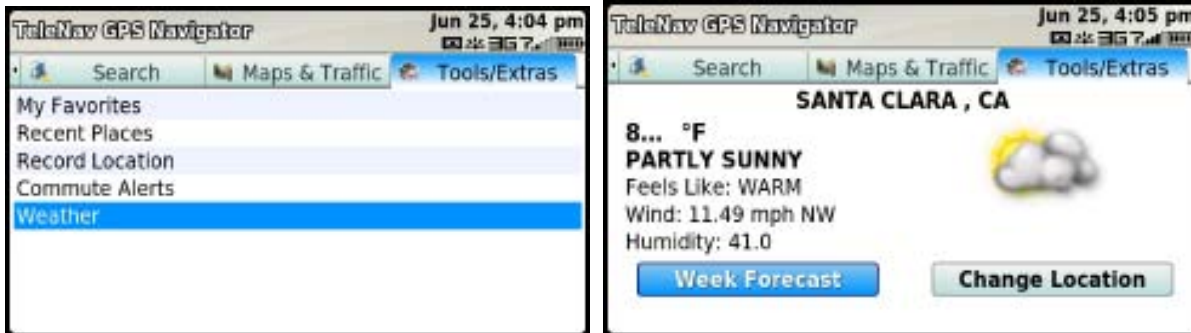 TeleNav GPS Navigator
Jun 25, 4:04 pm
3G
Search
Maps & Traffic
Tools/Extras
My Favorites
Recent Places
Record Location
Commute Alerts
Weather
TeleNav GPS Navigator
Jun 25, 4:05 pm
3G
Search
Maps & Traffic
Tools/Extras
SANTA CLARA , CA
8... °F
PARTLY SUNNY
Feels Like: WARM
Wind: 11.49 mph NW
Humidity: 41.0
Week Forecast
Change Location